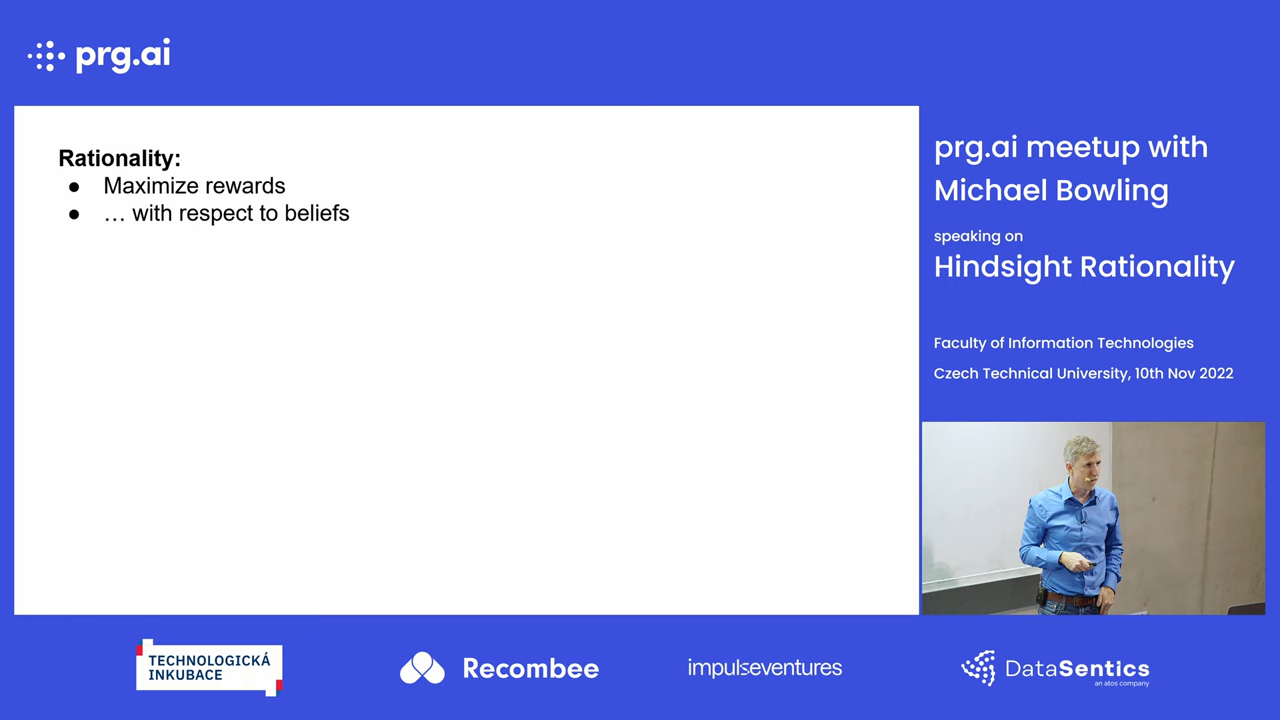 prg.ai
Rationality:
● Maximize rewards
● … with respect to beliefs
prg.ai meetup with
Michael Bowling
speaking on
Hindsight Rationality
Faculty of Information Technologies
Czech Technical University, 10th Nov 2022
TECHNOLOGICKÁ
INKUBACE
Recombee
impulseventures
DataSentics
an atos company